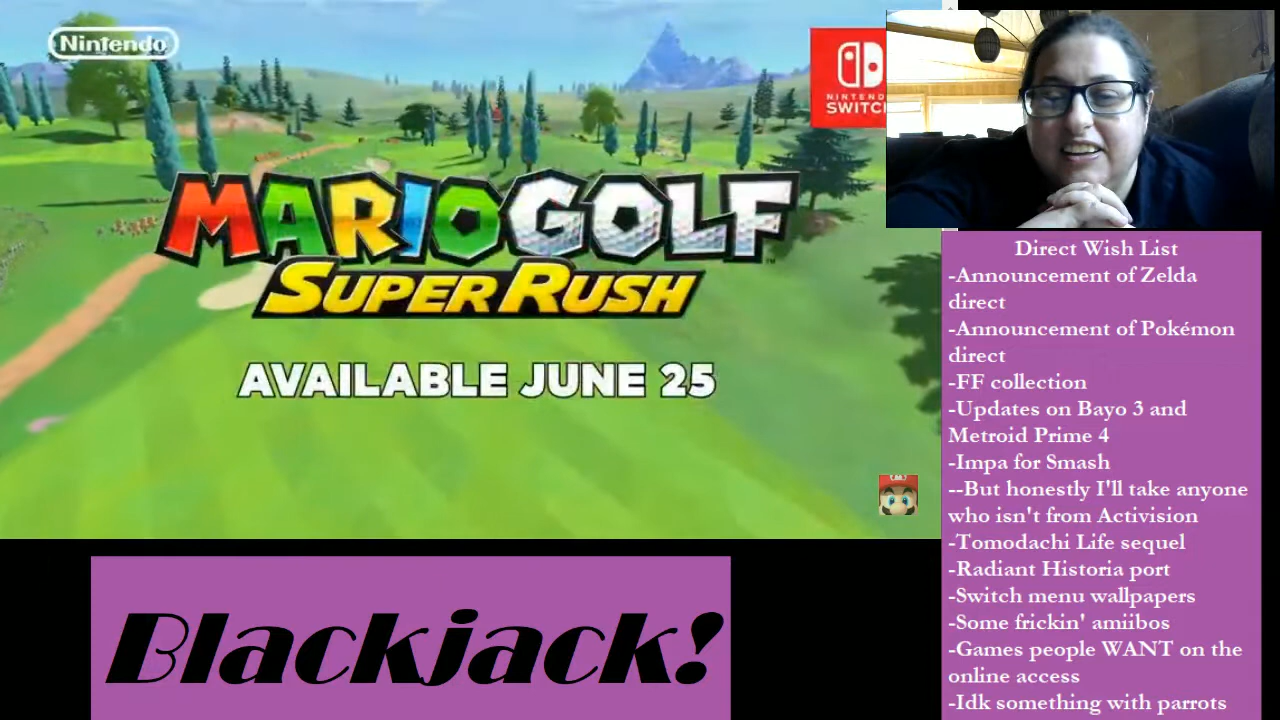 Nintendo
NINTENDO
SWITCH
MARIO GOLF
SUPER RUSH
AVAILABLE JUNE 25
Direct Wish List
-Announcement of Zelda
direct
-Announcement of Pokémon
direct
-FF collection
-Updates on Bayo 3 and
Metroid Prime 4
-Impa for Smash
--But honestly I'll take anyone
who isn't from Activision
-Tomodachi Life sequel
-Radiant Historia port
-Switch menu wallpapers
-Some frickin' amiibos
-Games people WANT on the
online access
-Idk something with parrots
Blackjack!